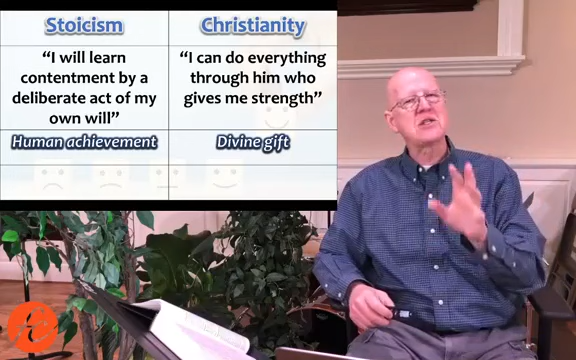 Stoicism
Christianity
“I will learn
contentment by a
deliberate act of my
own will”
“I can do everything
through him who
gives me strength”
Human achievement
Divine gift